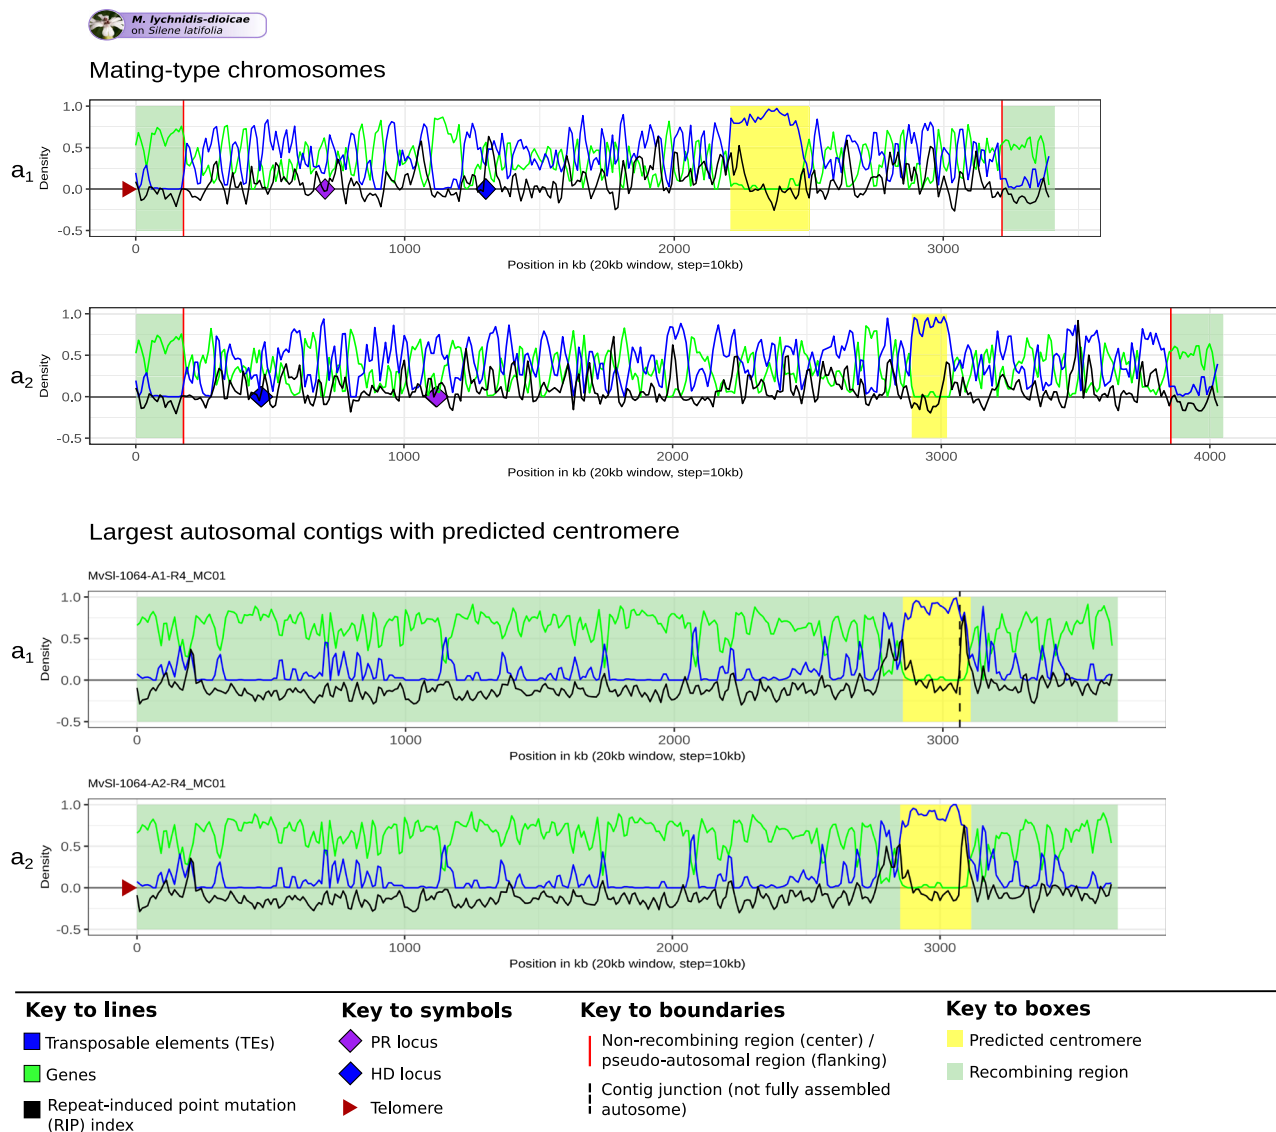 M. lychnidis-dioicae
on Silene latifolia
Mating-type chromosomes
a1
Density
1.0
0.5
0.0
-0.5
0 1000 2000 3000
Position in kb (20kb window, step=10kb)
a2
Density
1.0
0.5
0.0
-0.5
0 1000 2000 3000 4000
Position in kb (20kb window, step=10kb)
Largest autosomal contigs with predicted centromere
MvSl-1064-A1-R4_MC01
a1
Density
1.0
0.5
0.0
-0.5
0 1000 2000 3000
Position in kb (20kb window, step=10kb)
MvSl-1064-A2-R4_MC01
a2
Density
1.0
0.5
0.0
-0.5
0 1000 2000 3000
Position in kb (20kb window, step=10kb)
Key to lines
Transposable elements (TEs)
Genes
Repeat-induced point mutation
(RIP) index
Key to symbols
PR locus
HD locus
Telomere
Key to boundaries
Non-recombining region (center) /
pseudo-autosomal region (flanking)
Contig junction (not fully assembled
autosome)
Key to boxes
Predicted centromere
Recombining region